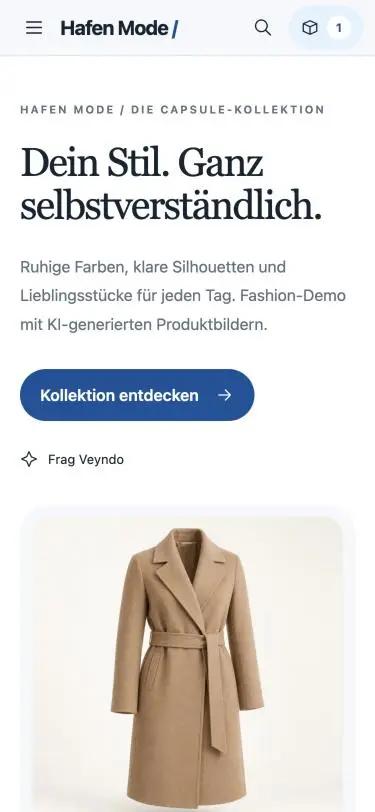 Hafen Mode /
1
HAFEN MODE / DIE CAPSULE-KOLLEKTION
Dein Stil. Ganz
selbstverständlich.
Ruhige Farben, klare Silhouetten und
Lieblingsstücke für jeden Tag. Fashion-Demo
mit KI-generierten Produktbildern.
Kollektion entdecken
Frag Veyndo